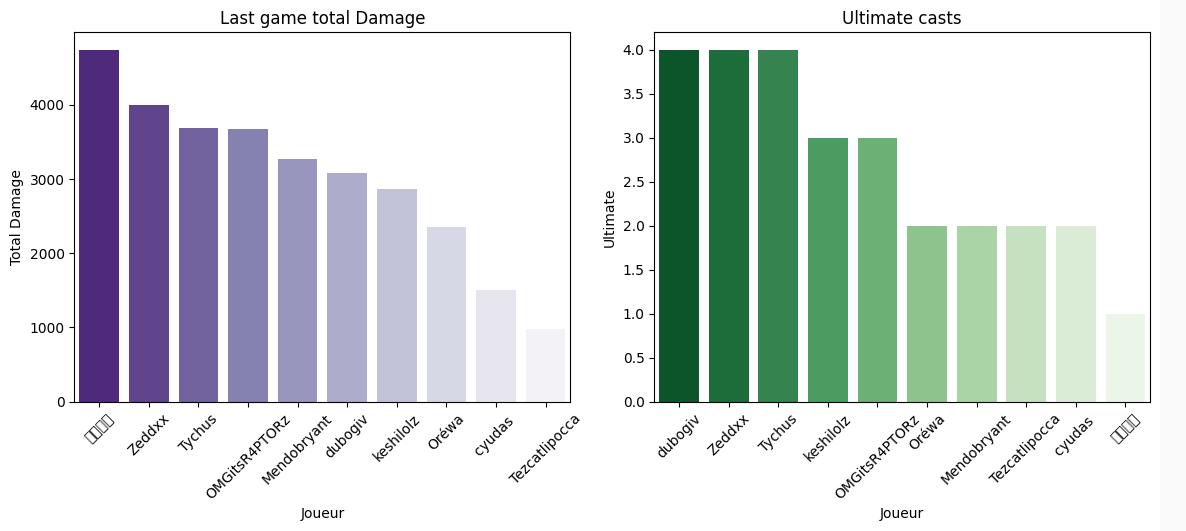 Last game total Damage
Total Damage
4000
3000
2000
1000
0
Zeddxx
Tychus
OMGitsR4PTORz
Mendobryant
dubogiv
keshilolz
Oréwa
cyudas
Tezcatlipocca
Joueur
Ultimate casts
Ultimate
4.0
3.5
3.0
2.5
2.0
1.5
1.0
0.5
0.0
dubogiv
Zeddxx
Tychus
keshilolz
OMGitsR4PTORz
Oréwa
Mendobryant
Tezcatlipocca
cyudas
Joueur